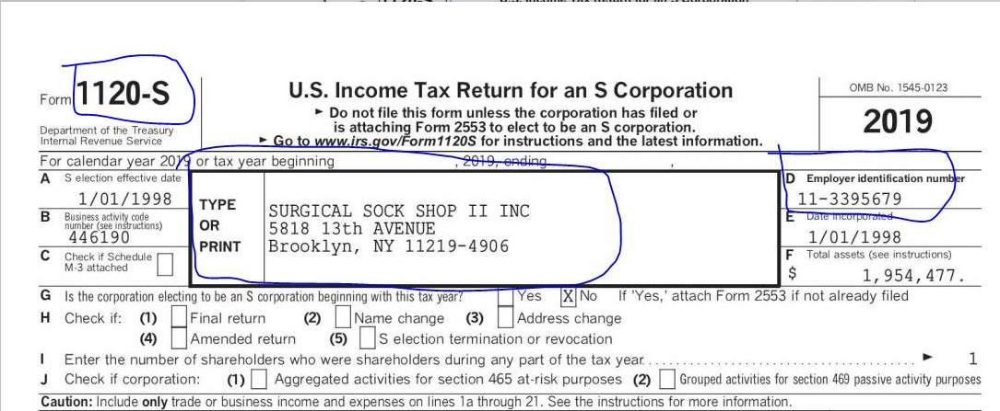 Form 1120-S
U.S. Income Tax Return for an S Corporation
► Do not file this form unless the corporation has filed or
is attaching Form 2553 to elect to be an S corporation.
► Go to www.irs.gov/Form1120S for instructions and the latest information.
Department of the Treasury
Internal Revenue Service
OMB No. 1545-0123
2019
For calendar year 2019 or tax year beginning , 2019, ending ,
A S election effective date
1/01/1998
B Business activity code
number (see instructions)
446190
C Check if Schedule
M-3 attached
TYPE
OR
PRINT
SURGICAL SOCK SHOP II INC
5818 13th AVENUE
Brooklyn, NY 11219-4906
D Employer identification number
11-3395679
E Date incorporated
1/01/1998
F Total assets (see instructions)
$ 1,954,477.
G Is the corporation electing to be an S corporation beginning with this tax year? Yes X No If 'Yes,' attach Form 2553 if not already filed
H Check if: (1) Final return (2) Name change (3) Address change
(4) Amended return (5) S election termination or revocation
I Enter the number of shareholders who were shareholders during any part of the tax year ► 1
J Check if corporation: (1) Aggregated activities for section 465 at-risk purposes (2) Grouped activities for section 469 passive activity purposes
Caution: Include only trade or business income and expenses on lines 1a through 21. See the instructions for more information.